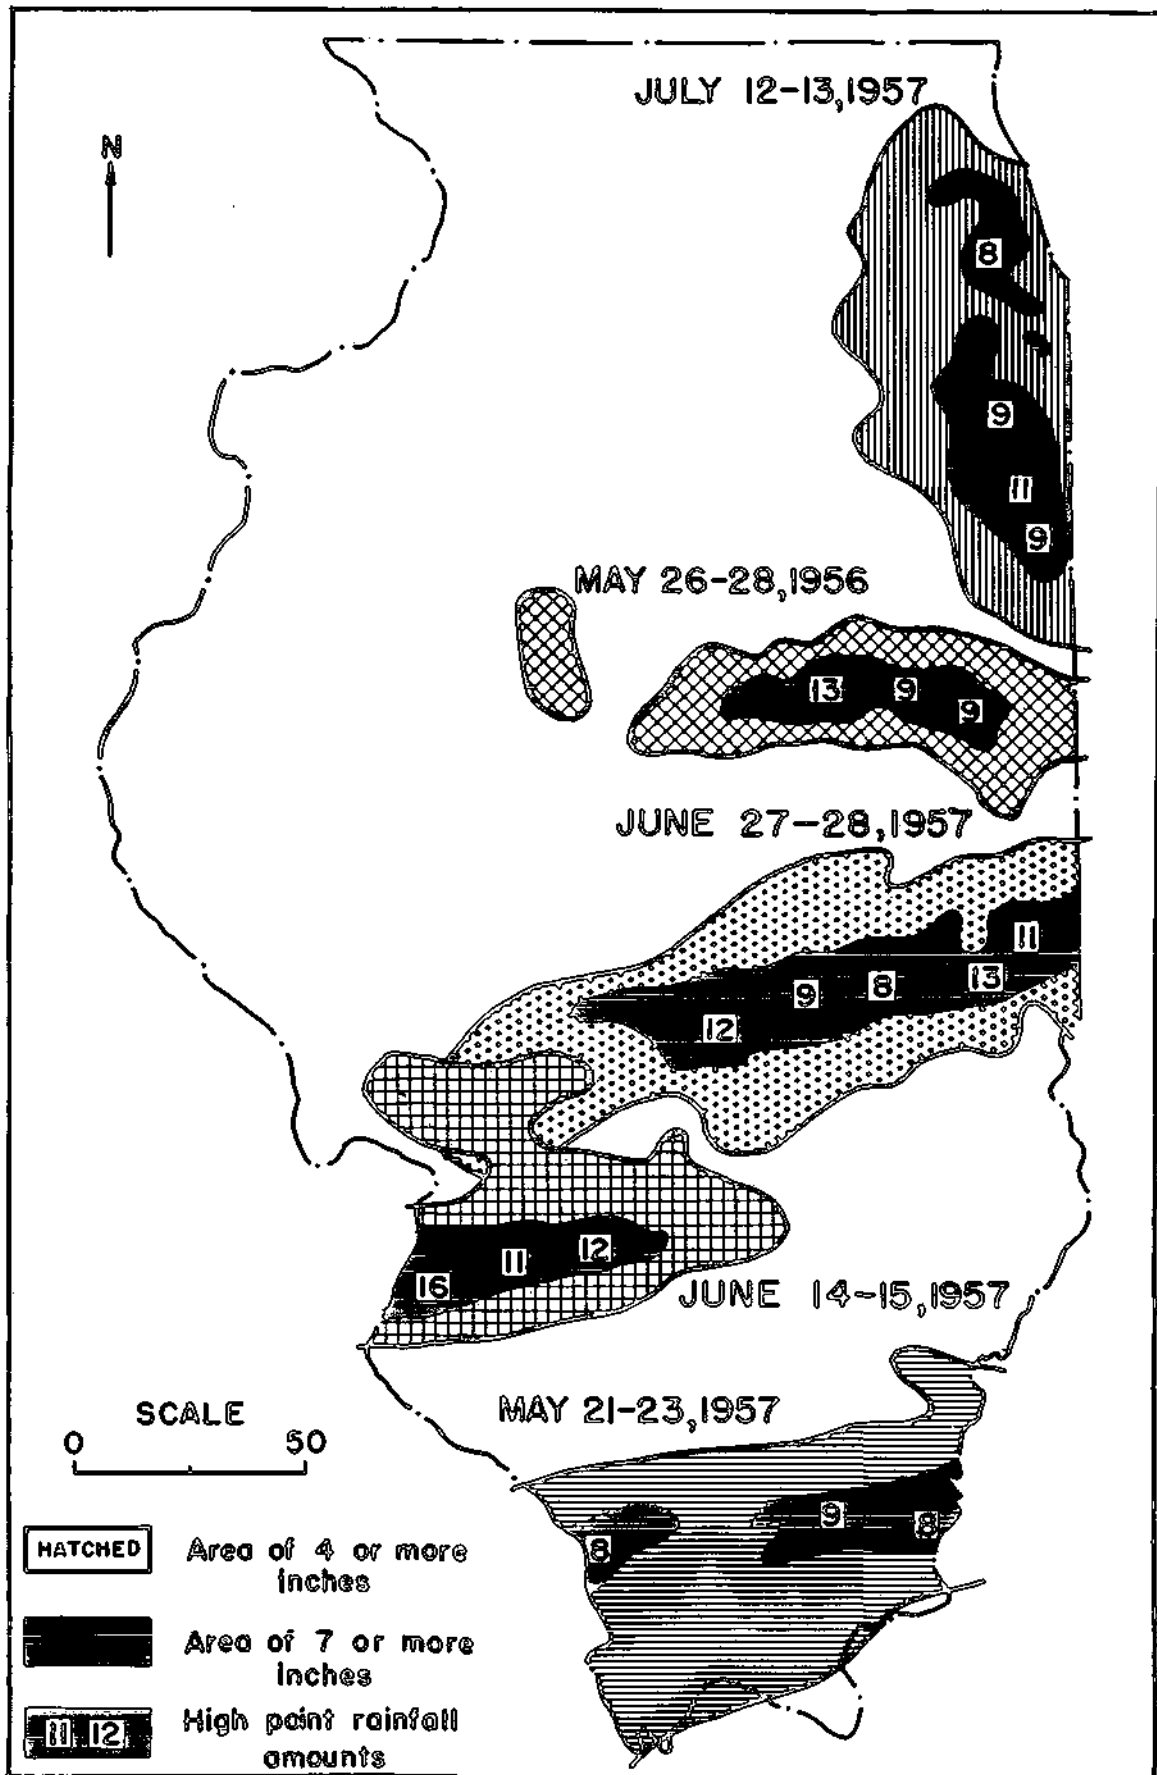 JULY 12-13, 1957
N
8
9
11
9
MAY 26-28, 1956
13 9 9
JUNE 27-28, 1957
11
9 8 13
12
11 12
16
JUNE 14-15, 1957
SCALE
0 50
MAY 21-23, 1957
9
8 8
HATCHED Area of 4 or more
inches
Area of 7 or more
inches
11 12 High point rainfall
amounts